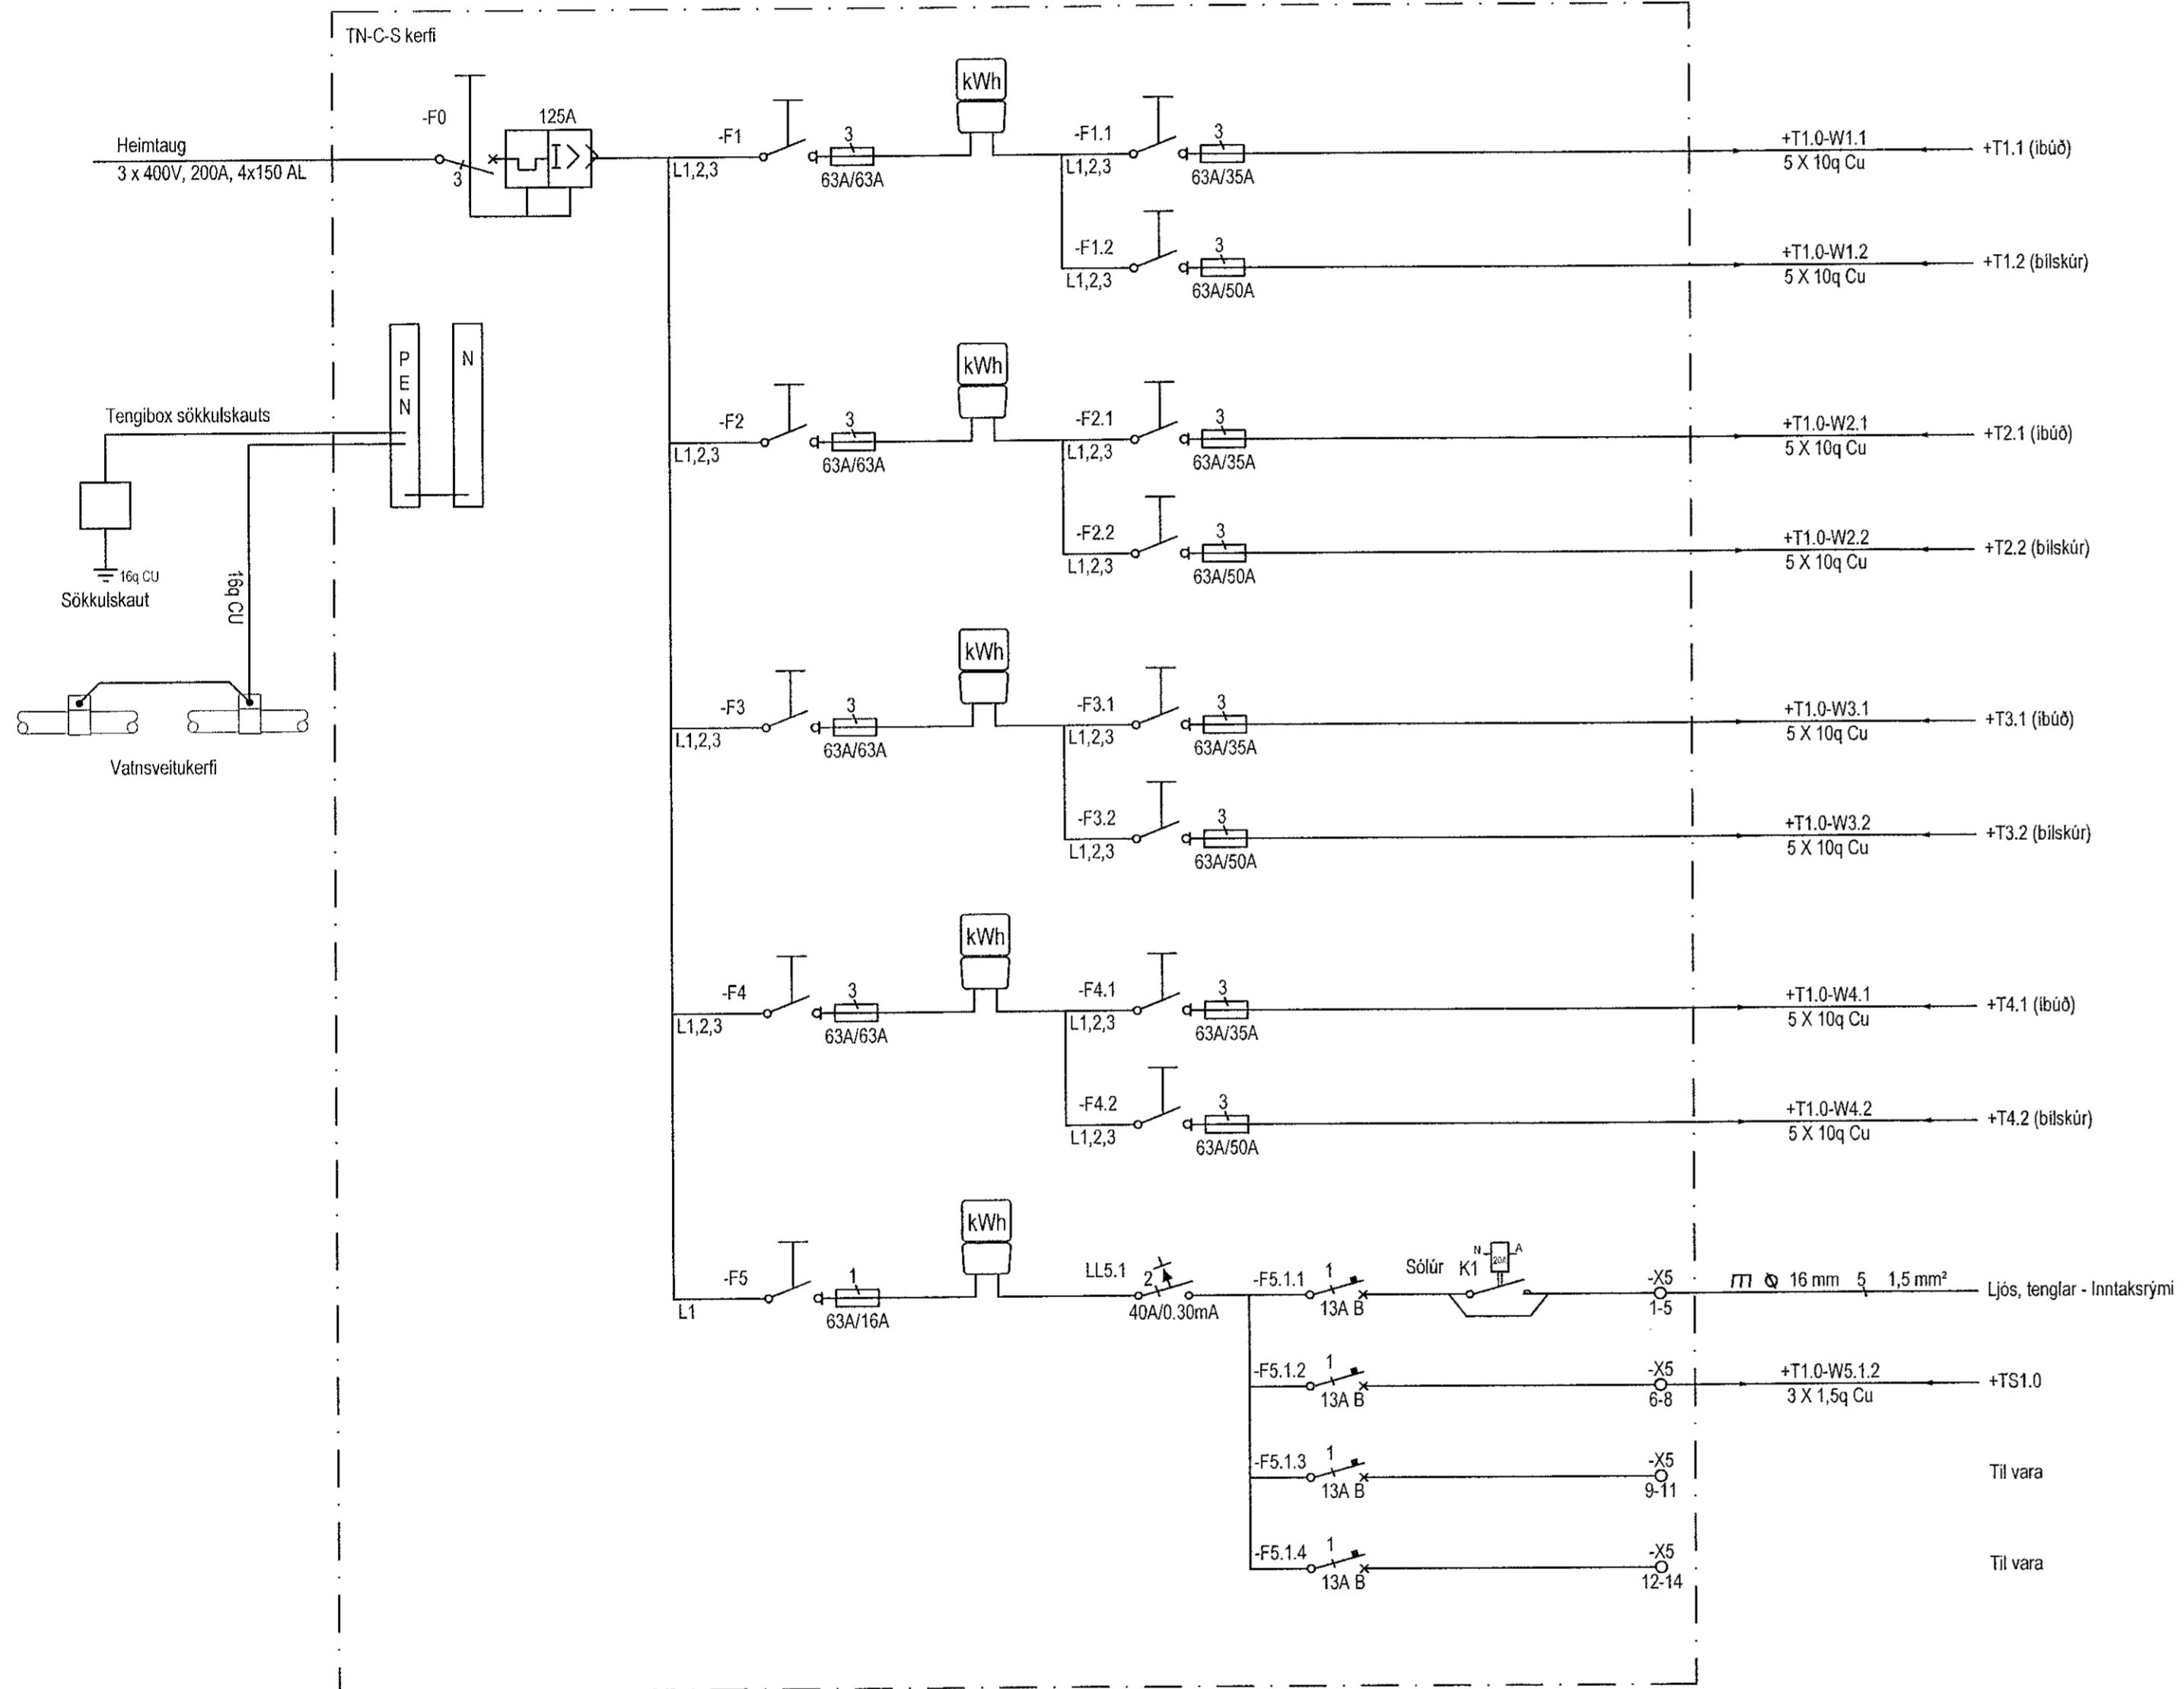 TN-C-S kerfi
Heimtaug
3 x 400V, 200A, 4x150 AL
-F0
3
125A
I>
-F1
L1,2,3
3
63A/63A
kWh
-F1.1
L1,2,3
3
63A/35A
+T1.0-W1.1
5 X 10q Cu
+T1.1 (íbúð)
-F1.2
L1,2,3
3
63A/50A
+T1.0-W1.2
5 X 10q Cu
+T1.2 (bílskúr)
PEN
N
Tengibox sökkulskauts
16q CU
Sökkulskaut
16q CU
Vatnsveitukerfi
-F2
L1,2,3
3
63A/63A
kWh
-F2.1
L1,2,3
3
63A/35A
+T1.0-W2.1
5 X 10q Cu
+T2.1 (íbúð)
-F2.2
L1,2,3
3
63A/50A
+T1.0-W2.2
5 X 10q Cu
+T2.2 (bílskúr)
-F3
L1,2,3
3
63A/63A
kWh
-F3.1
L1,2,3
3
63A/35A
+T1.0-W3.1
5 X 10q Cu
+T3.1 (íbúð)
-F3.2
L1,2,3
3
63A/50A
+T1.0-W3.2
5 X 10q Cu
+T3.2 (bílskúr)
-F4
L1,2,3
3
63A/63A
kWh
-F4.1
L1,2,3
3
63A/35A
+T1.0-W4.1
5 X 10q Cu
+T4.1 (íbúð)
-F4.2
L1,2,3
3
63A/50A
+T1.0-W4.2
5 X 10q Cu
+T4.2 (bílskúr)
-F5
L1
1
63A/16A
kWh
LL5.1
2
40A/0.30mA
-F5.1.1
1
13A B
Sólúr K1
N 20A A
-X5
1-5
16 mm 5 1,5 mm²
Ljós, tenglar - Inntaksrými
-F5.1.2
1
13A B
-X5
6-8
+T1.0-W5.1.2
3 X 1,5q Cu
+TS1.0
-F5.1.3
1
13A B
-X5
9-11
Til vara
-F5.1.4
1
13A B
-X5
12-14
Til vara